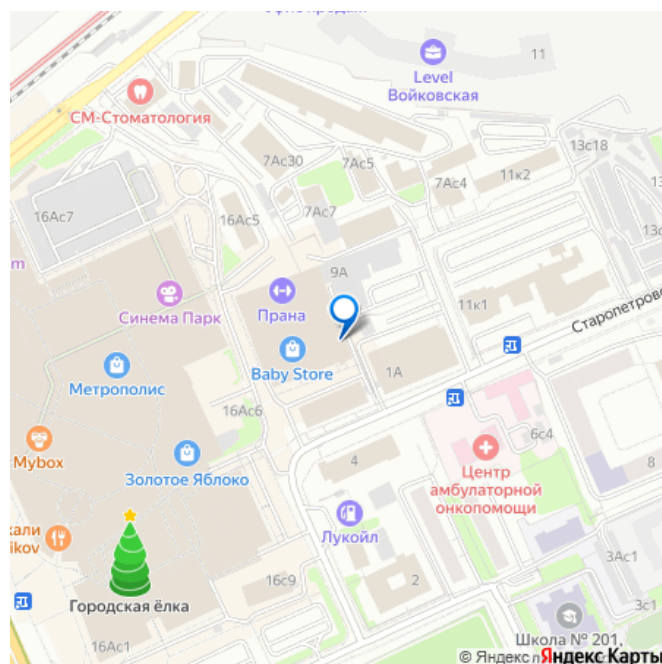 Level
Войковская
11
СМ-Стоматология
13с18
7Ас30
7Ас5
11к2
7Ас4
16Ас7
16Ас5
7Ас7
9А
Прана
Синема Парк
11к1
Старопетровс
Baby Store
1А
Метрополис
16Ас6
6с4
Mybox
Золотое Яблоко
4
Центр
амбулаторной
онкопомощи
8
Лукойл
3Ас1
16с9
2
Городская ёлка
3с1
16Ас1
Школа № 201,
© Яндекс
Яндекс Карты